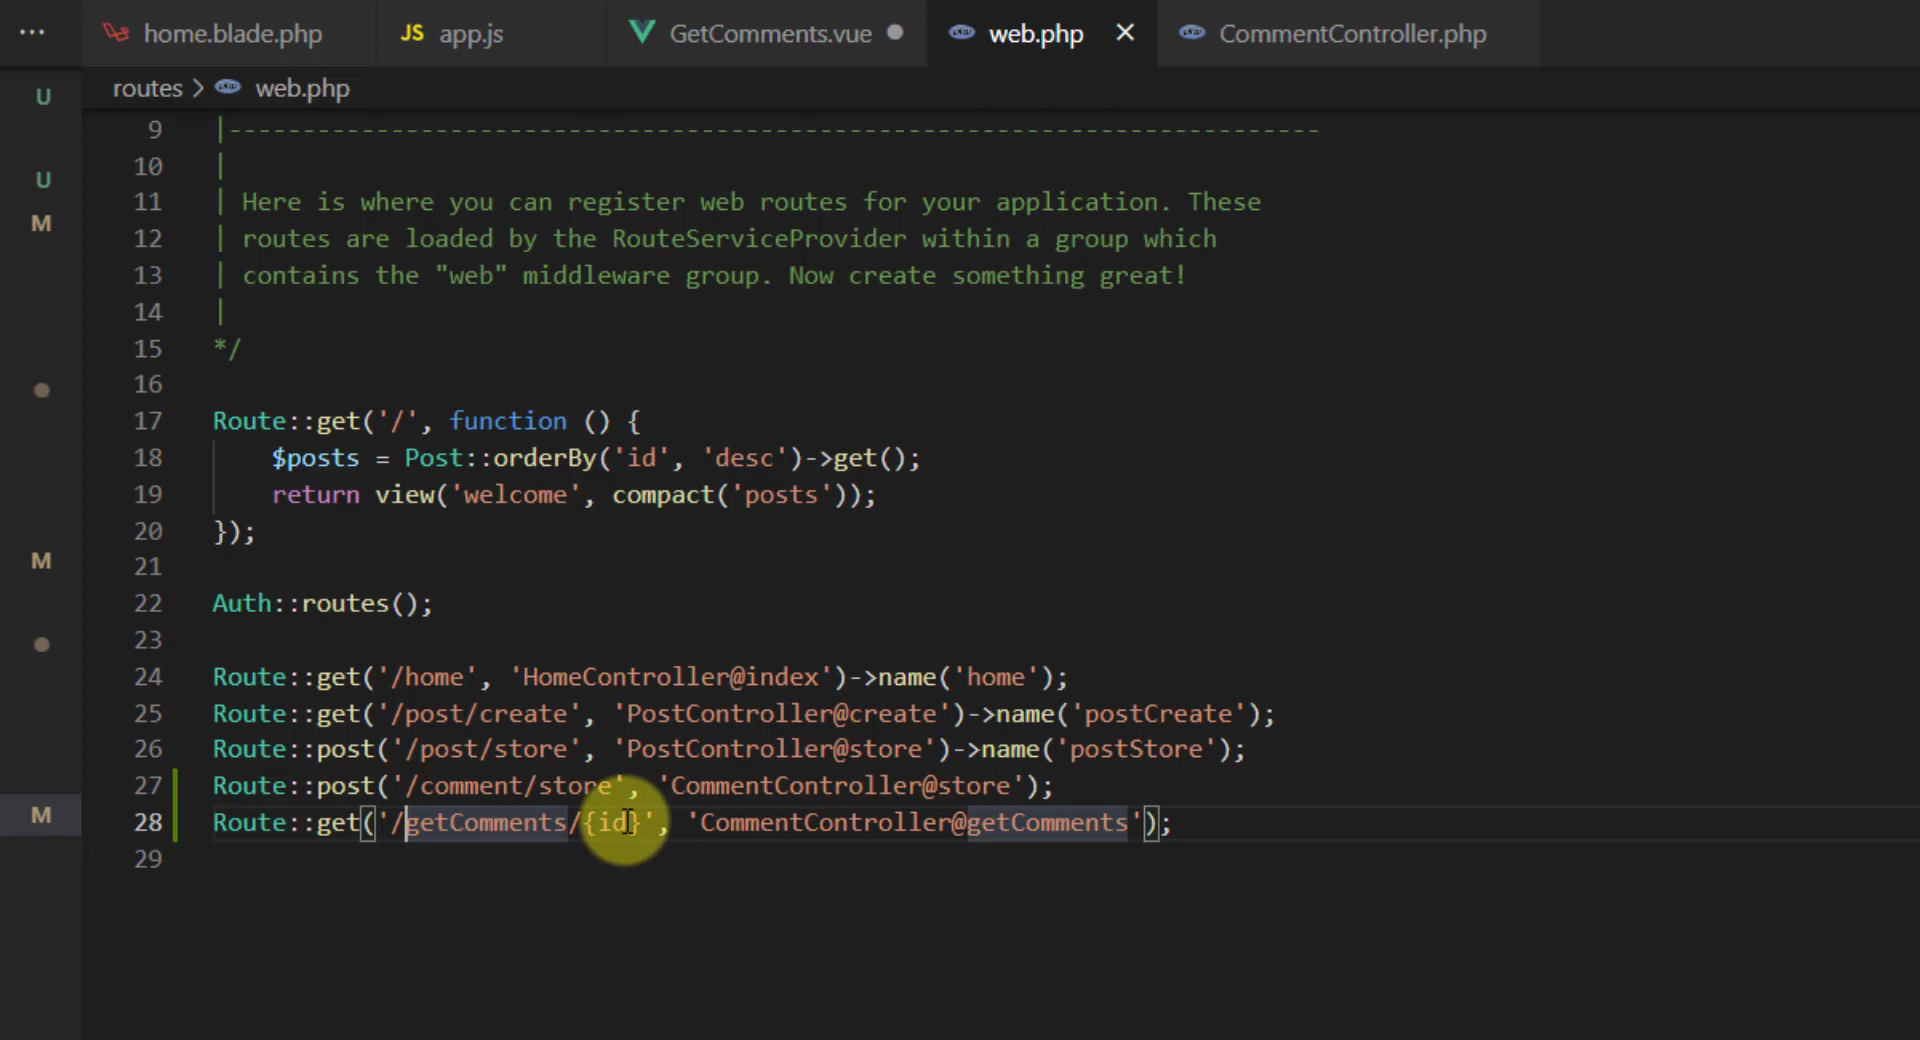 ... home.blade.php JS app.js GetComments.vue web.php × CommentController.php
U routes > web.php
9 |--------------------------------------------------------------------------
10 |
U
11 | Here is where you can register web routes for your application. These
M 12 | routes are loaded by the RouteServiceProvider within a group which
13 | contains the "web" middleware group. Now create something great!
14 |
15 */
16
17 Route::get('/', function () {
18 $posts = Post::orderBy('id', 'desc')->get();
19 return view('welcome', compact('posts'));
20 });
M 21
22 Auth::routes();
23
24 Route::get('/home', 'HomeController@index')->name('home');
25 Route::get('/post/create', 'PostController@create')->name('postCreate');
26 Route::post('/post/store', 'PostController@store')->name('postStore');
27 Route::post('/comment/store', 'CommentController@store');
M 28 Route::get('/getComments/{id}', 'CommentController@getComments');
29